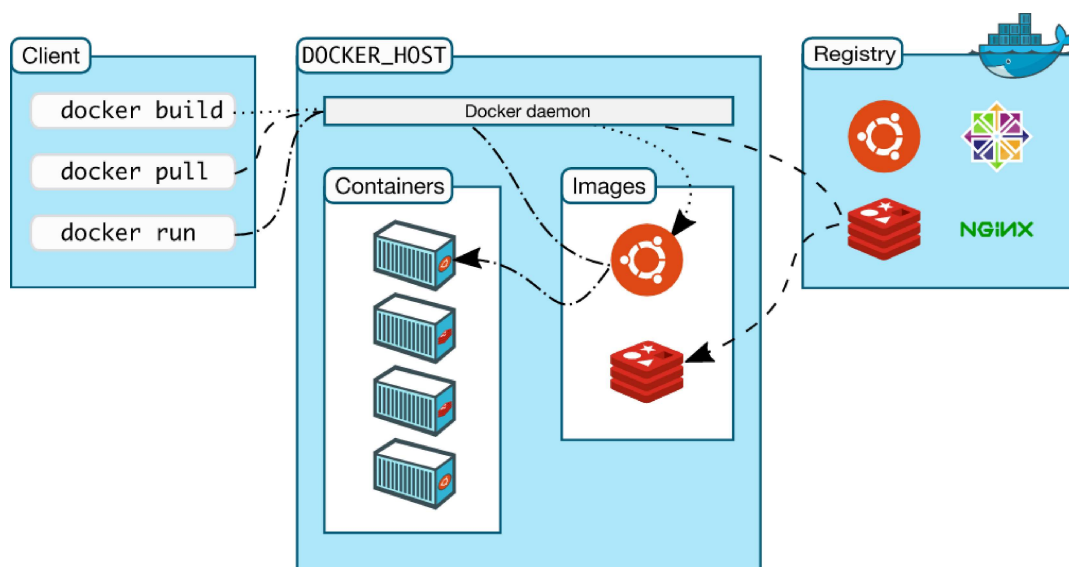 Client
docker build
docker pull
docker run
DOCKER_HOST
Docker daemon
Containers
Images
Registry
NGINX